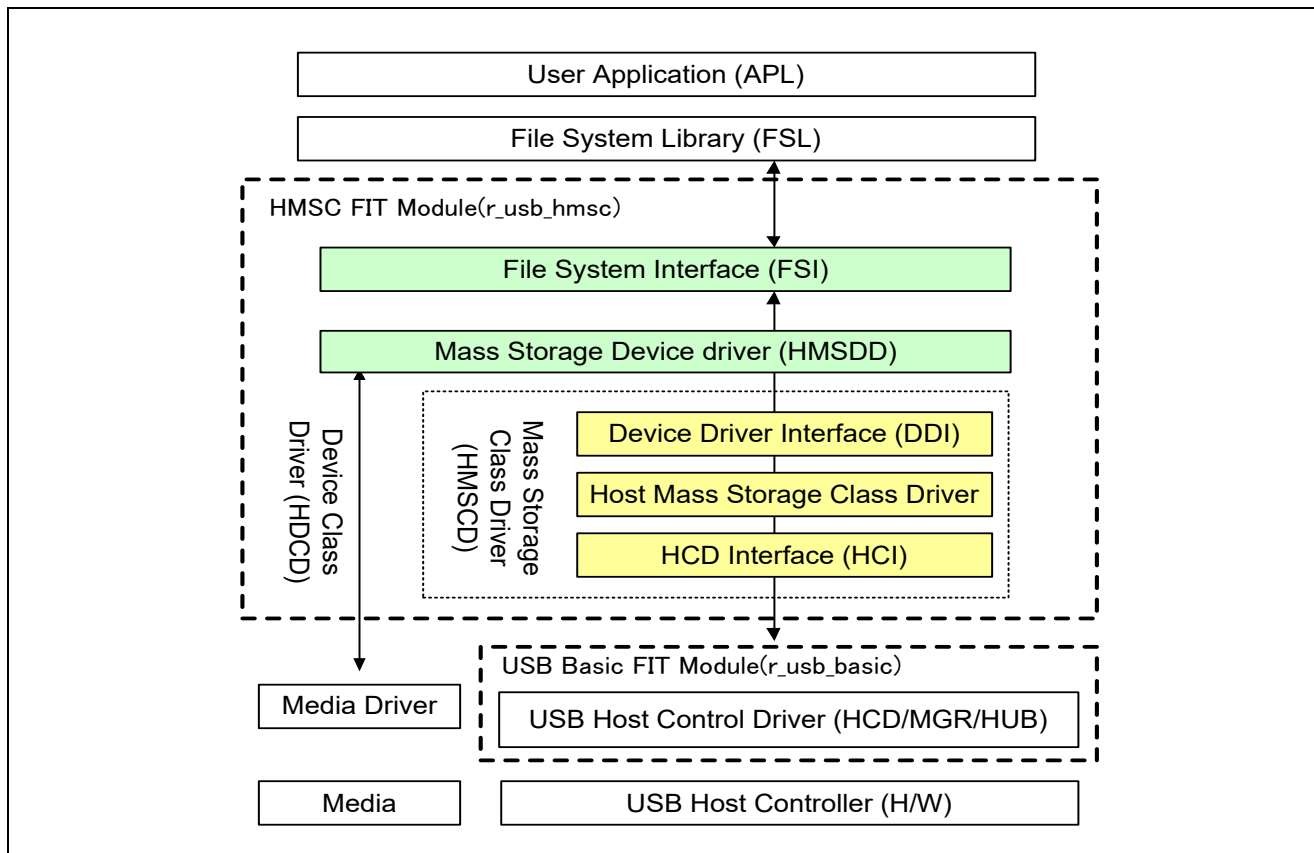 User Application (APL)
File System Library (FSL)
HMSC FIT Module(r_usb_hmsc)
File System Interface (FSI)
Mass Storage Device driver (HMSDD)
Device Class
Driver (HDCD)
Mass Storage
Class Driver
(HMSCD)
Device Driver Interface (DDI)
Host Mass Storage Class Driver
HCD Interface (HCI)
USB Basic FIT Module(r_usb_basic)
Media Driver
USB Host Control Driver (HCD/MGR/HUB)
Media
USB Host Controller (H/W)